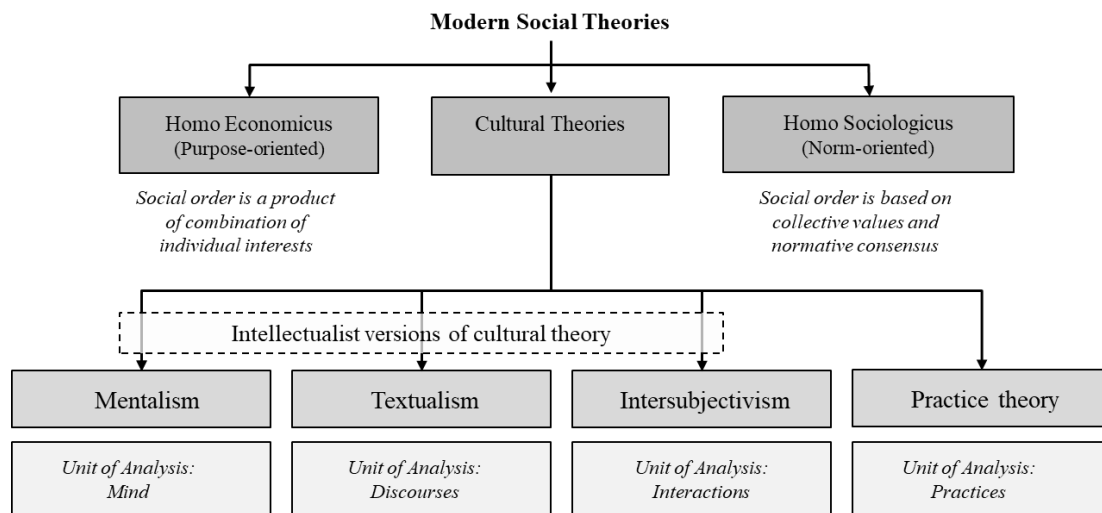 Modern Social Theories
Homo Economicus
(Purpose-oriented)
Cultural Theories
Homo Sociologicus
(Norm-oriented)
Social order is a product
of combination of
individual interests
Social order is based on
collective values and
normative consensus
Intellectualist versions of cultural theory
Mentalism
Textualism
Intersubjectivism
Practice theory
Unit of Analysis:
Mind
Unit of Analysis:
Discourses
Unit of Analysis:
Interactions
Unit of Analysis:
Practices